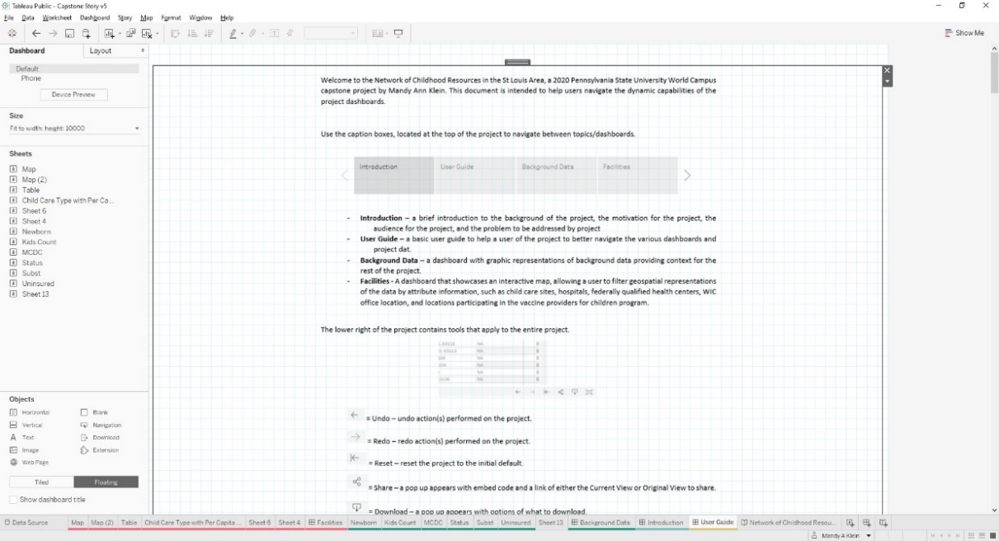 Tableau Public - Capstone Story v5
File Data Worksheet Dashboard Story Map Format Window Help
Show Me
Dashboard
Layout
Default
Phone
Device Preview
Size
Fit to width: height: 10000
Sheets
Map
Map (2)
Table
Child Care Type with Per Ca...
Sheet 6
Sheet 4
Newborn
Kids Count
MCDC
Status
Subst
Uninsured
Sheet 13
Objects
Horizontal
Blank
Vertical
Navigation
Text
Download
Image
Extension
Web Page
Tiled
Floating
Show dashboard title
Welcome to the Network of Childhood Resources in the St Louis Area, a 2020 Pennsylvania State University World Campus
capstone project by Mandy Ann Klein. This document is intended to help users navigate the dynamic capabilities of the
project dashboards.
Use the caption boxes, located at the top of the project to navigate between topics/dashboards.
Introduction User Guide Background Data Facilities
- Introduction – a brief introduction to the background of the project, the motivation for the project, the
audience for the project, and the problem to be addressed by project
- User Guide – a basic user guide to help a user of the project to better navigate the various dashboards and
project dat.
- Background Data – a dashboard with graphic representations of background data providing context for the
rest of the project.
- Facilities - A dashboard that showcases an interactive map, allowing a user to filter geospatial representations
of the data by attribute information, such as child care sites, hospitals, federally qualified health centers, WIC
office location, and locations participating in the vaccine providers for children program.
The lower right of the project contains tools that apply to the entire project.
NA 0
NA 0
NA 0
NA 0
NA 0
NA 0
= Undo – undo action(s) performed on the project.
= Redo – redo action(s) performed on the project.
= Reset – reset the project to the initial default.
= Share – a pop up appears with embed code and a link of either the Current View or Original View to share.
= Download – a pop up appears with options of what to download.
Data Source Map Map (2) Table Child Care Type with Per Capita ... Sheet 6 Sheet 4 Facilities Newborn Kids Count MCDC Status Subst Uninsured Sheet 13 Background Data Introduction User Guide Network of Childhood Resou...
Mandy A Klein